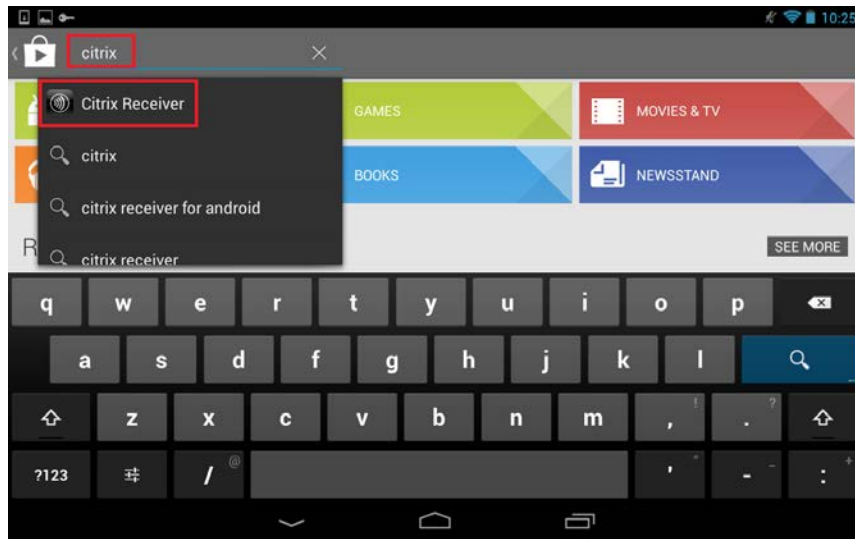 10:25
citrix
Citrix Receiver
citrix
citrix receiver for android
citrix receiver
GAMES
MOVIES & TV
BOOKS
NEWSSTAND
R
SEE MORE
q w e r t y u i o p
a s d f g h j k l
z x c v b n m , ! . ?
?123 / @ ' " - _ : +